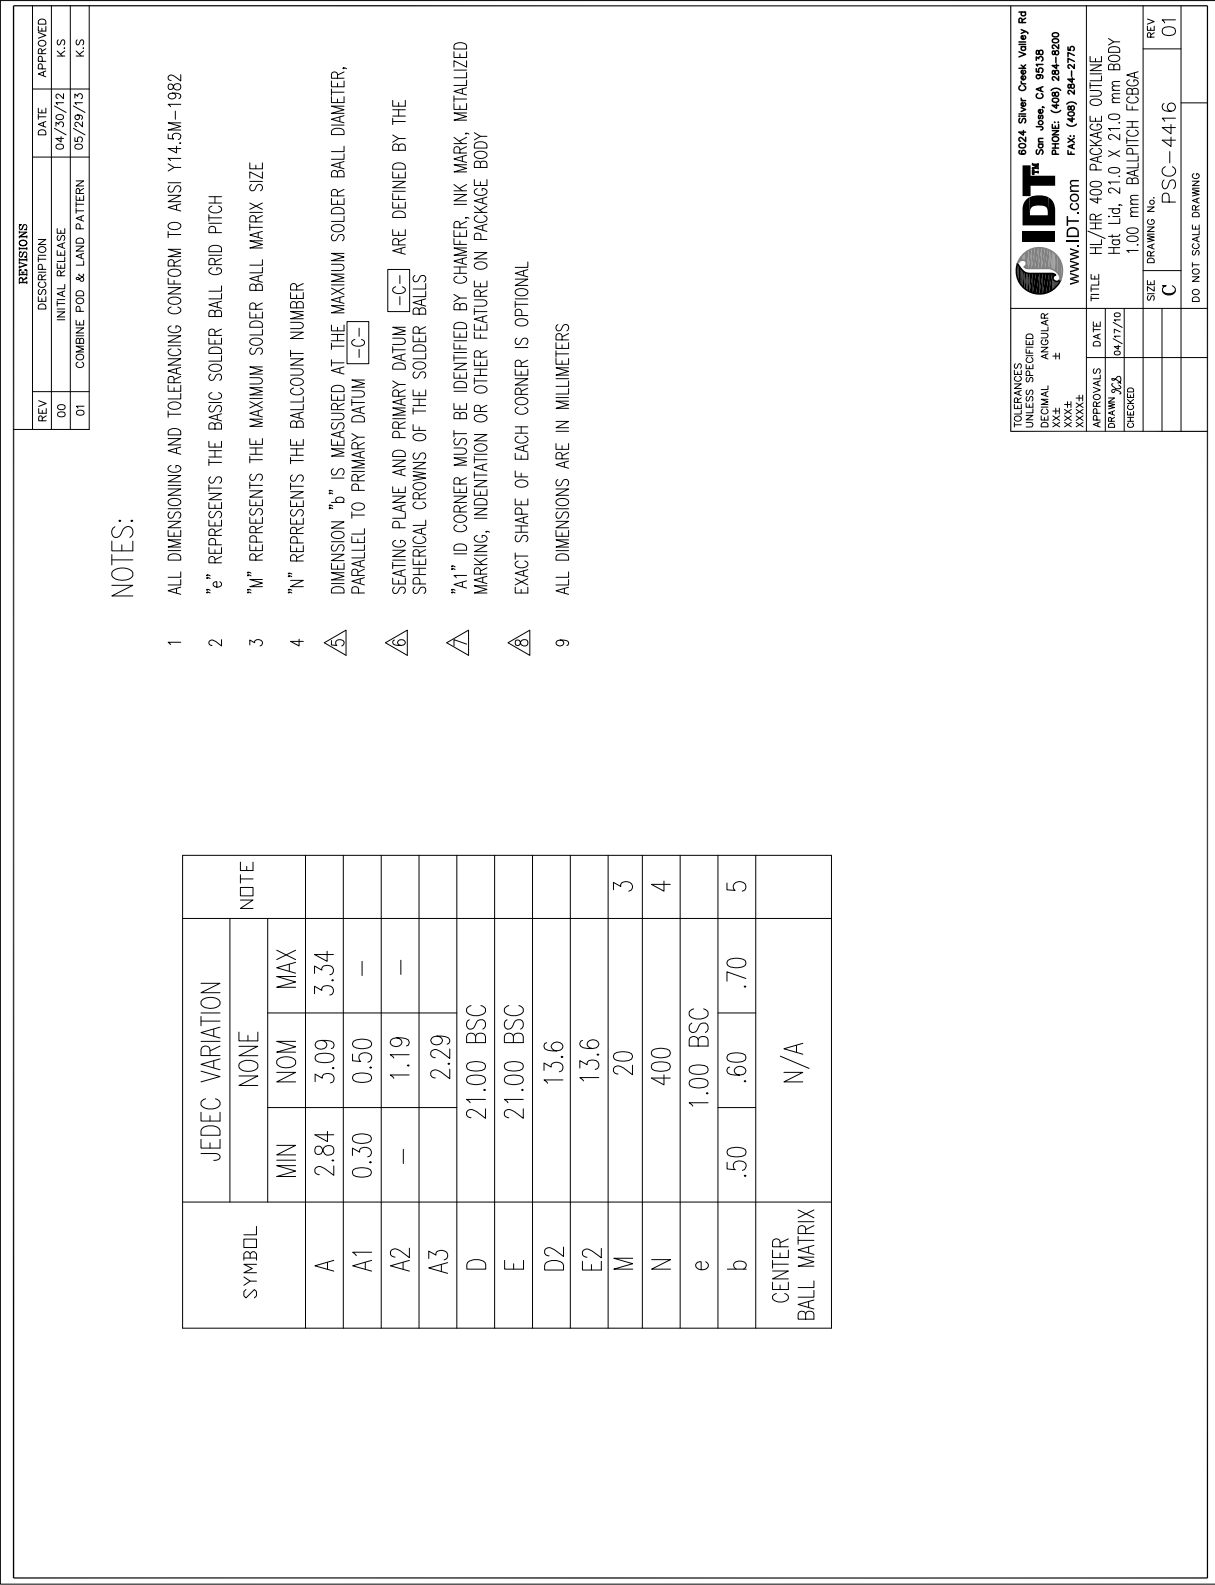 REVISIONS
REV DESCRIPTION DATE APPROVED
00 INITIAL RELEASE 04/30/12 K.S
01 COMBINE POD & LAND PATTERN 05/29/13 K.S
NOTES:
1 ALL DIMENSIONING AND TOLERANCING CONFORM TO ANSI Y14.5M-1982
2 "e" REPRESENTS THE BASIC SOLDER BALL GRID PITCH
3 "M" REPRESENTS THE MAXIMUM SOLDER BALL MATRIX SIZE
4 "N" REPRESENTS THE BALLCOUNT NUMBER
5 DIMENSION "b" IS MEASURED AT THE MAXIMUM SOLDER BALL DIAMETER,
PARALLEL TO PRIMARY DATUM -C-
6 SEATING PLANE AND PRIMARY DATUM -C- ARE DEFINED BY THE
SPHERICAL CROWNS OF THE SOLDER BALLS
7 "A1" ID CORNER MUST BE IDENTIFIED BY CHAMFER, INK MARK, METALLIZED
MARKING, INDENTATION OR OTHER FEATURE ON PACKAGE BODY
8 EXACT SHAPE OF EACH CORNER IS OPTIONAL
9 ALL DIMENSIONS ARE IN MILLIMETERS
SYMBOL JEDEC VARIATION NOTE
NONE
MIN NOM MAX
A 2.84 3.09 3.34
A1 0.30 0.50 -
A2 - 1.19 -
A3 2.29
D 21.00 BSC
E 21.00 BSC
D2 13.6
E2 13.6
M 20 3
N 400 4
e 1.00 BSC
b .50 .60 .70 5
CENTER
BALL MATRIX N/A
TOLERANCES
UNLESS SPECIFIED
DECIMAL ANGULAR
XX± ±
XXX±
XXXX±
IDT™
www.IDT.com
6024 Silver Creek Valley Rd
San Jose, CA 95138
PHONE: (408) 284-8200
FAX: (408) 284-2775
APPROVALS DATE
DRAWN 04/17/10
CHECKED
TITLE HL/HR 400 PACKAGE OUTLINE
Hat Lid, 21.0 X 21.0 mm BODY
1.00 mm BALLPITCH FCBGA
SIZE DRAWING No. REV
C PSC-4416 01
DO NOT SCALE DRAWING